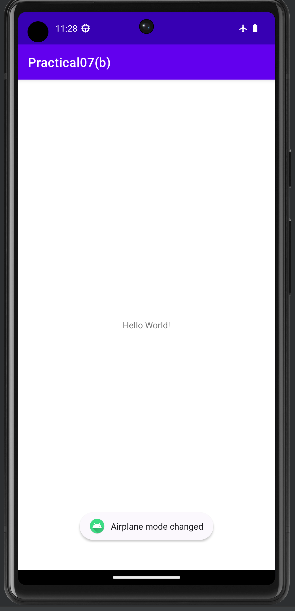 11:28
Practical07(b)
Hello World!
Airplane mode changed